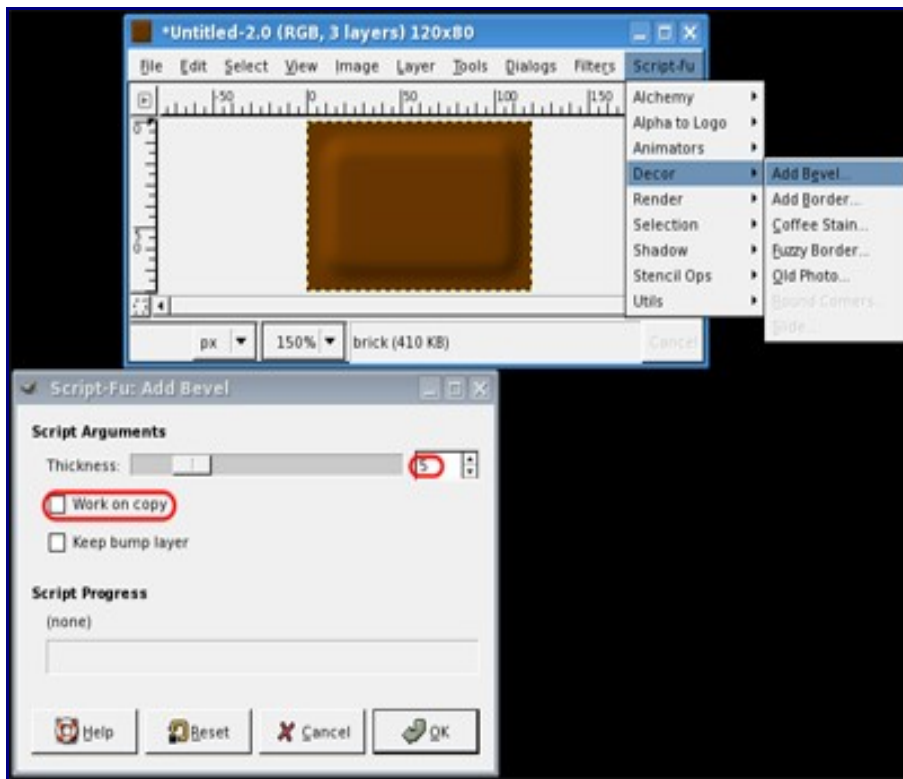 *Untitled-2.0 (RGB, 3 layers) 120x80
File Edit Select View Image Layer Tools Dialogs Filters Script-Fu
-50 0 50 100 150
0
50
Alchemy
Alpha to Logo
Animators
Decor
Render
Selection
Shadow
Stencil Ops
Utils
Add Bevel...
Add Border...
Coffee Stain...
Fuzzy Border...
Old Photo...
Round Corners...
Slide...
px 150% brick (410 KB) Cancel
Script-Fu: Add Bevel
Script Arguments
Thickness: 5
Work on copy
Keep bump layer
Script Progress
(none)
Help Reset Cancel OK